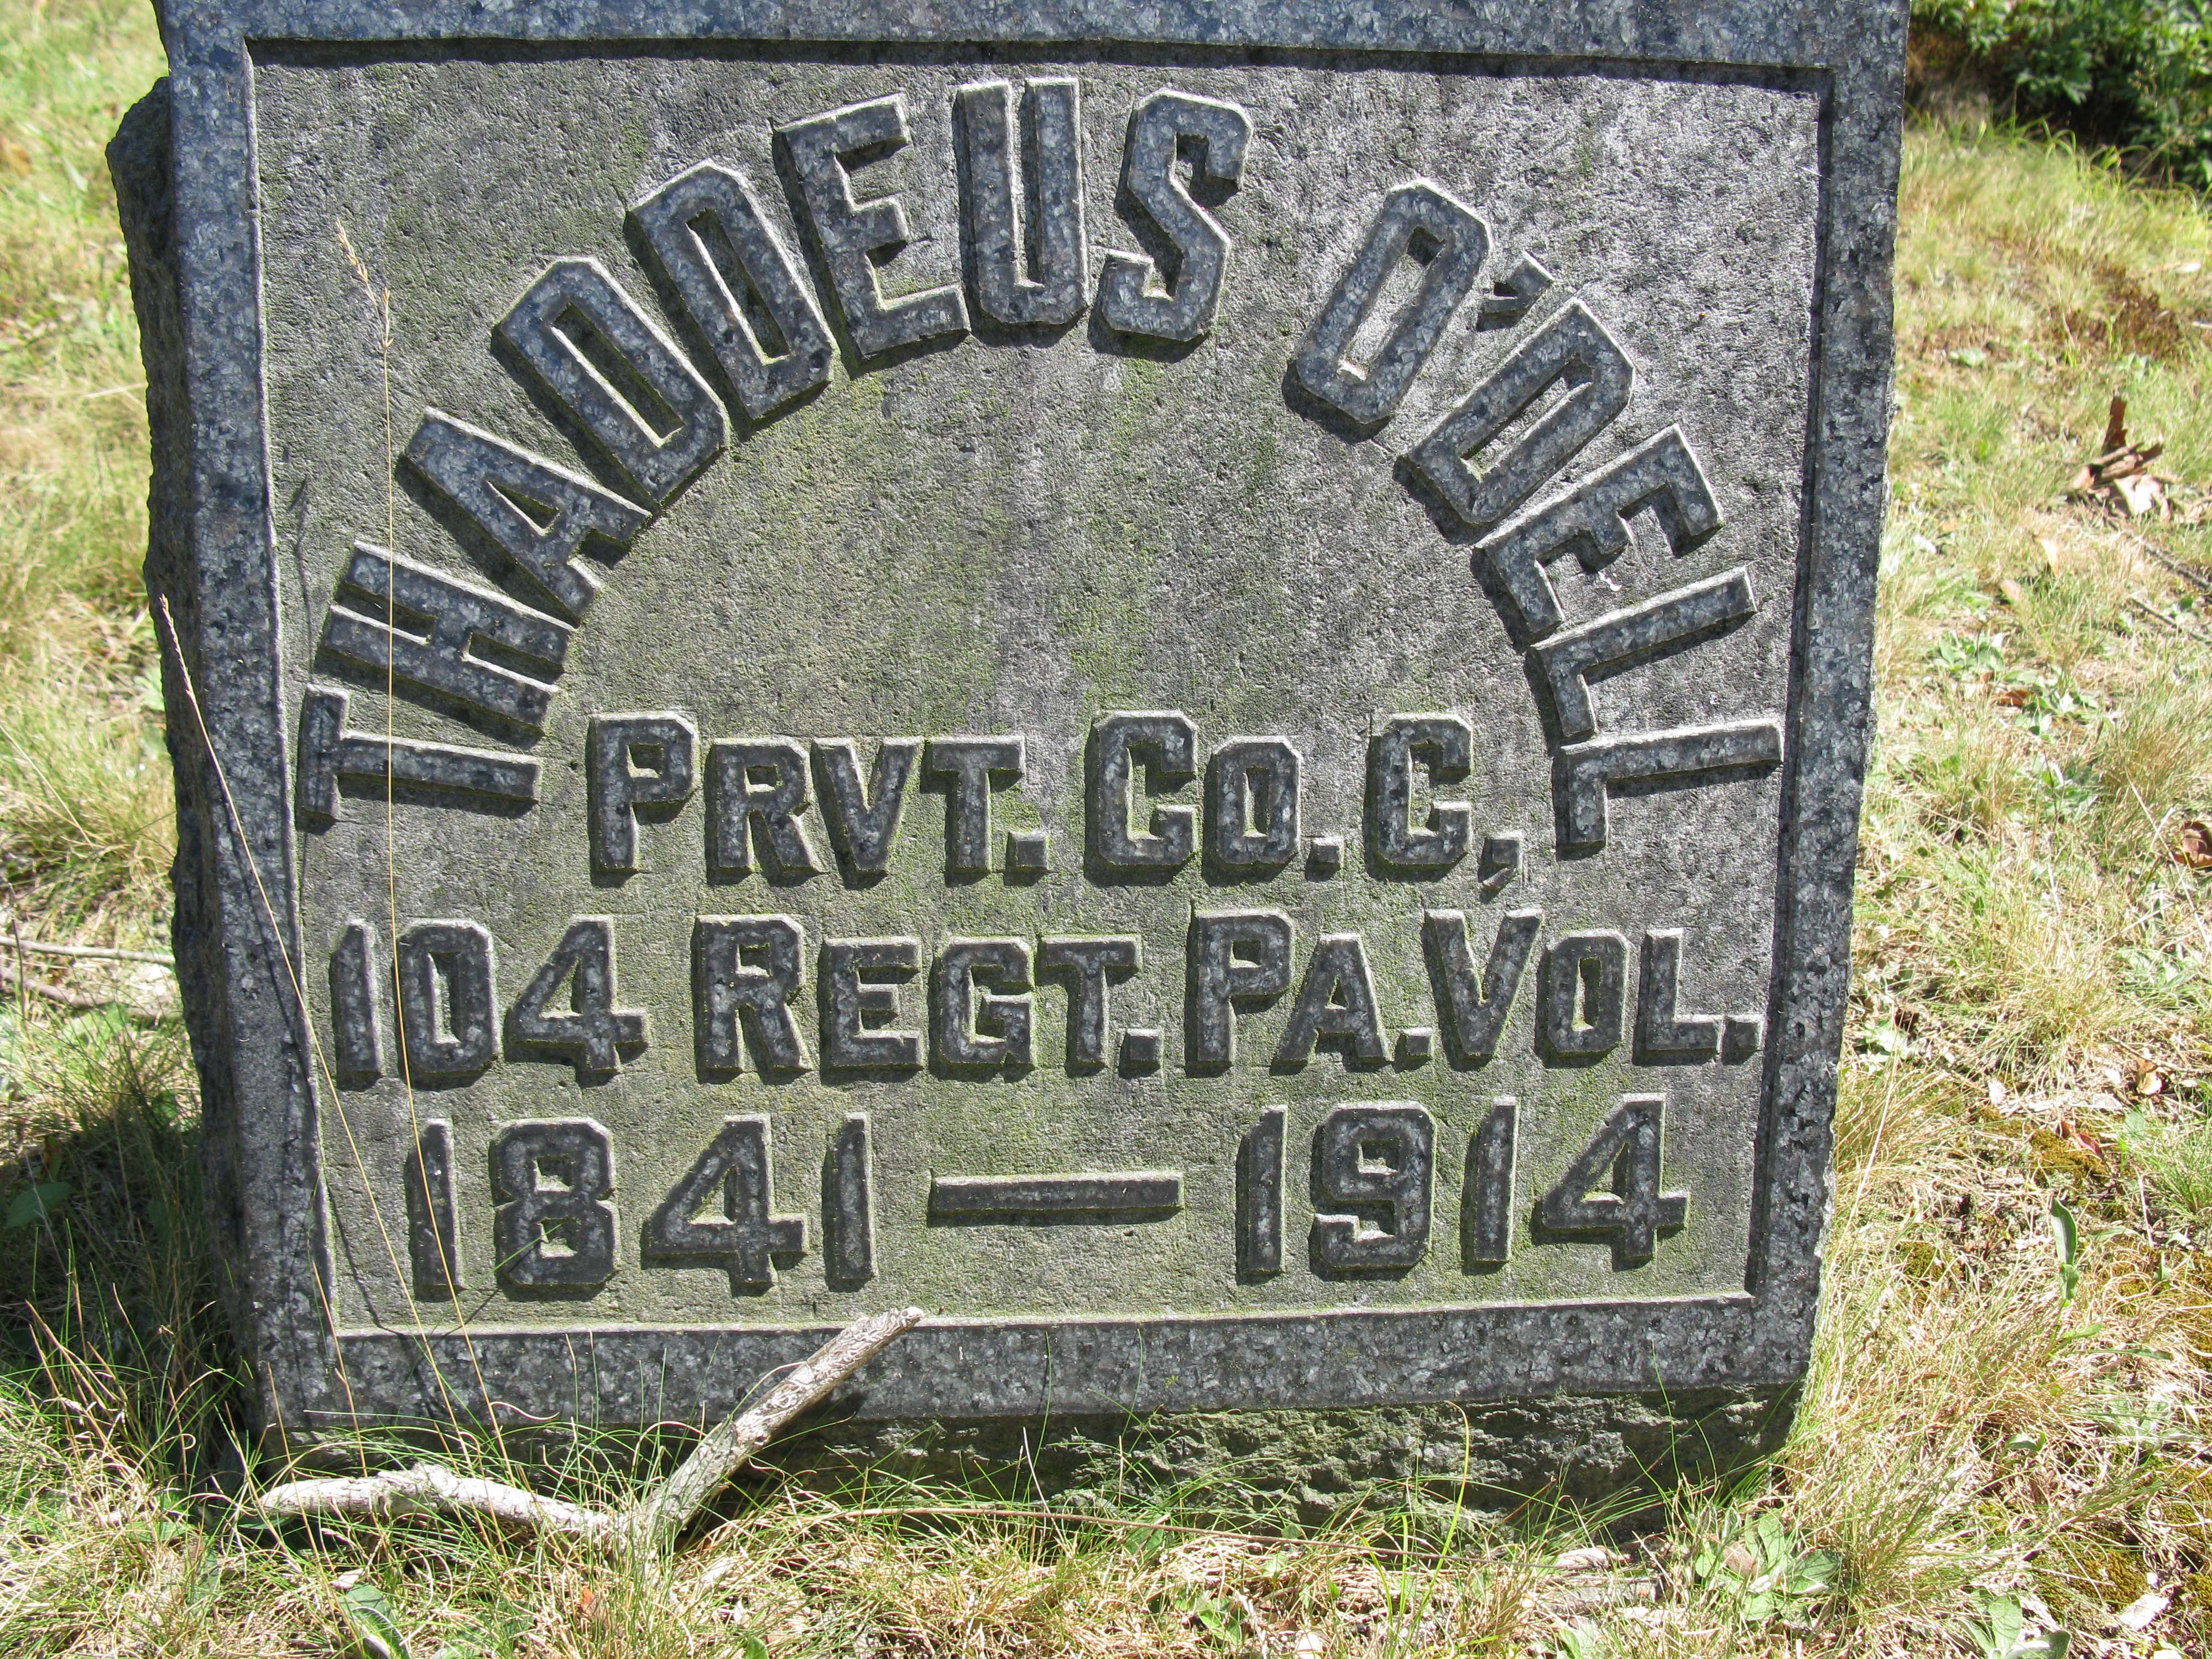 THADDEUS O'DELL
PRVT. CO. C,
104 REGT. PA. VOL.
1841 — 1914